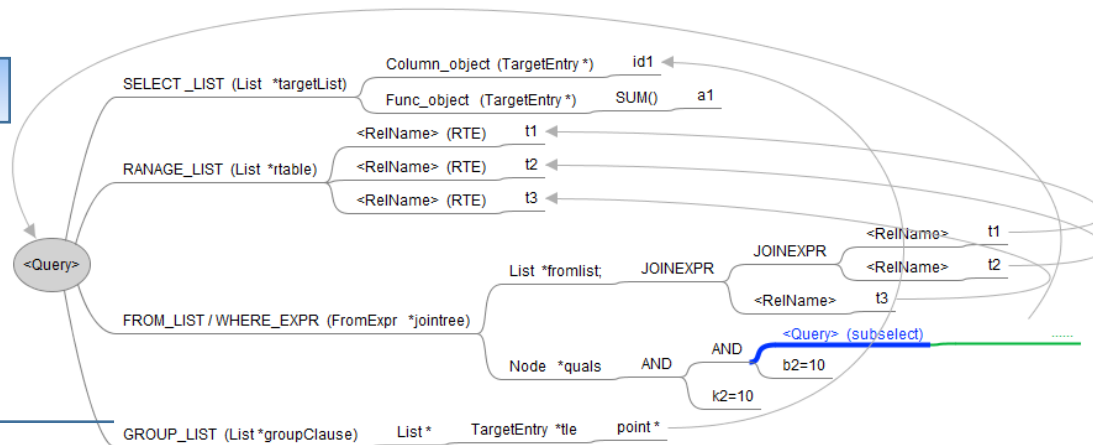 Column_object (TargetEntry *) id1
SELECT _LIST (List *targetList)
Func_object (TargetEntry *) SUM() a1
<RelName> (RTE) t1
RANAGE_LIST (List *rtable) <RelName> (RTE) t2
<RelName> (RTE) t3
<Query>
<RelName> t1
JOINEXPR
List *fromlist; JOINEXPR <RelName> t2
<RelName> t3
FROM_LIST / WHERE_EXPR (FromExpr *jointree)
<Query> (subselect) ......
AND
Node *quals AND b2=10
k2=10
GROUP_LIST (List *groupClause) List * TargetEntry *tle point *